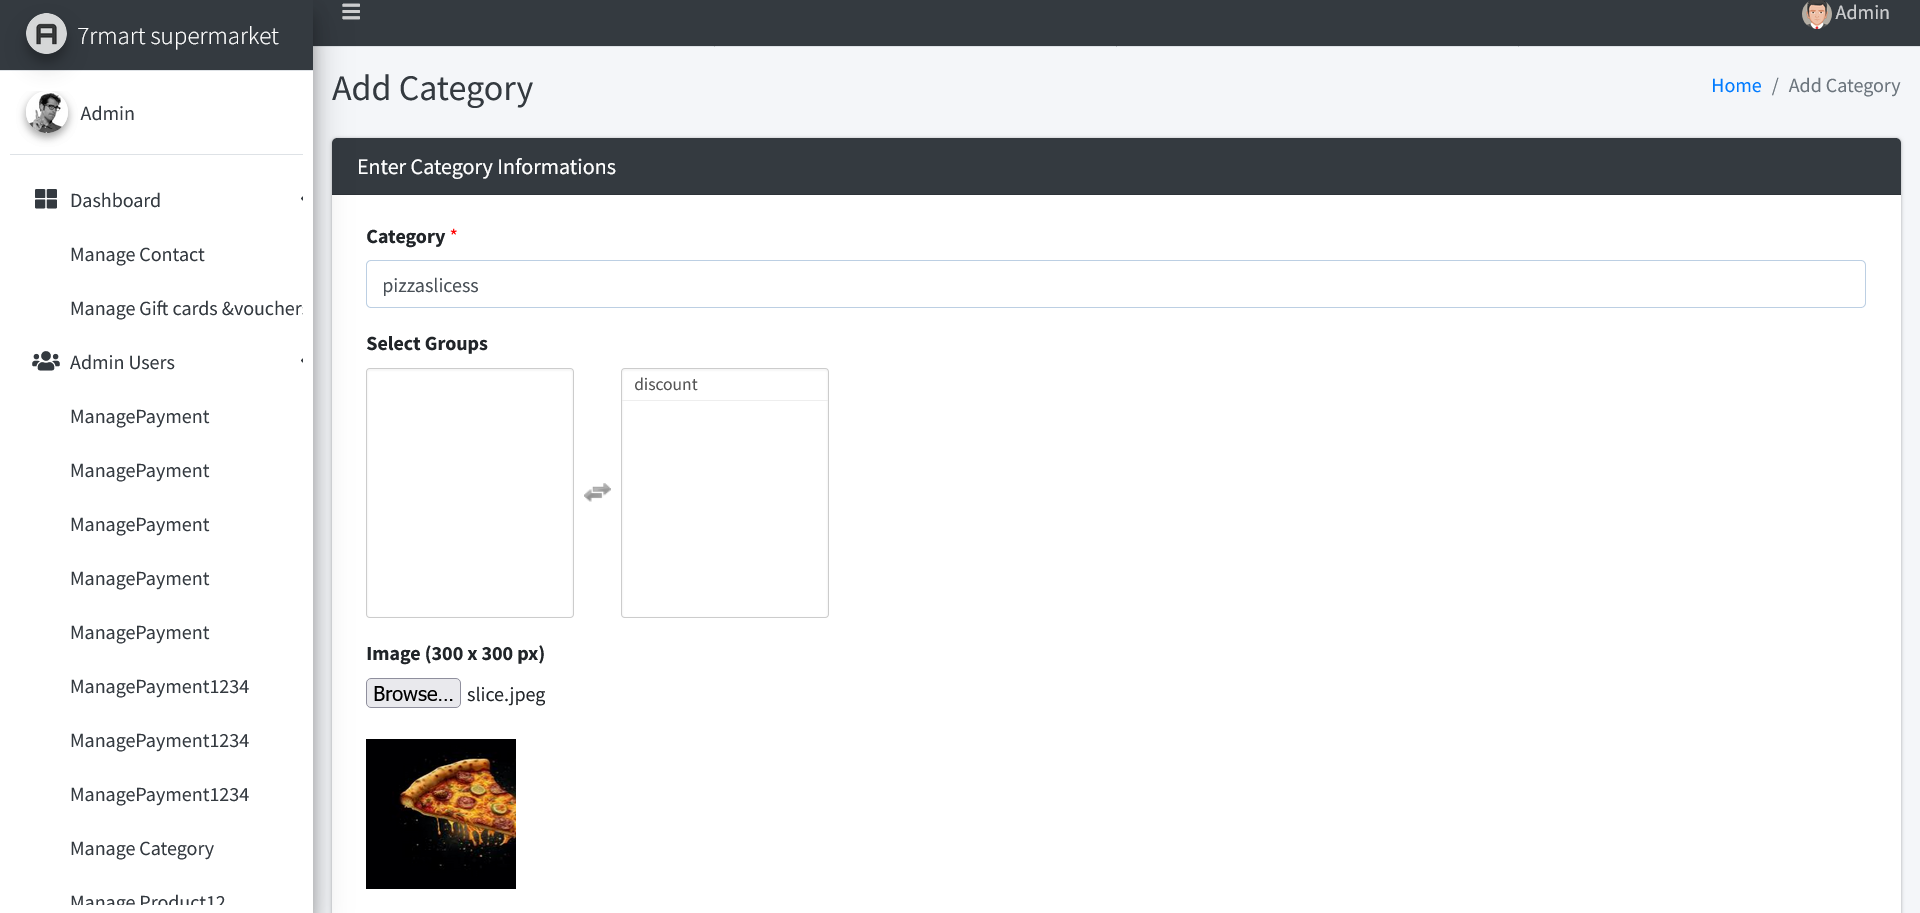 7rmart supermarket
Admin
Admin
Dashboard
Manage Contact
Manage Gift cards &voucher
Admin Users
ManagePayment
ManagePayment
ManagePayment
ManagePayment
ManagePayment
ManagePayment1234
ManagePayment1234
ManagePayment1234
Manage Category
Manage Product12
Add Category
Home / Add Category
Enter Category Informations
Category *
pizzaslicess
Select Groups
discount
Image (300 x 300 px)
Browse... slice.jpeg